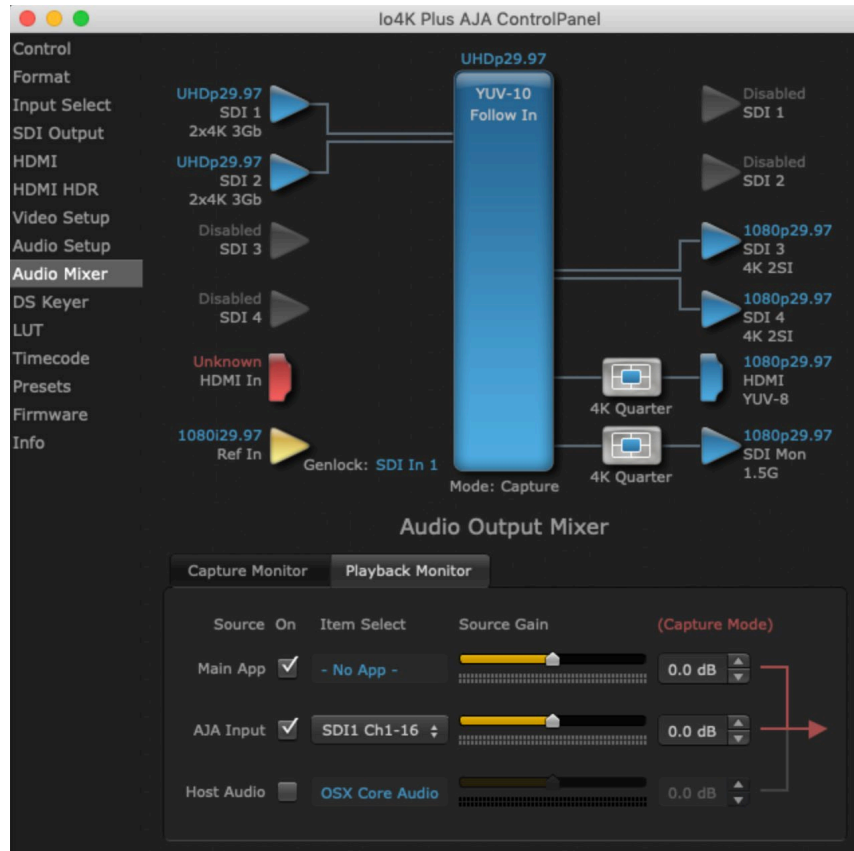 Io4K Plus AJA ControlPanel
Control
Format
Input Select
SDI Output
HDMI
HDMI HDR
Video Setup
Audio Setup
Audio Mixer
DS Keyer
LUT
Timecode
Presets
Firmware
Info
UHDp29.97
SDI 1
2x4K 3Gb
UHDp29.97
SDI 2
2x4K 3Gb
Disabled
SDI 3
Disabled
SDI 4
Unknown
HDMI In
1080i29.97
Ref In
Genlock: SDI In 1
UHDp29.97
YUV-10
Follow In
Mode: Capture
Disabled
SDI 1
Disabled
SDI 2
1080p29.97
SDI 3
4K 2SI
1080p29.97
SDI 4
4K 2SI
4K Quarter
1080p29.97
HDMI
YUV-8
4K Quarter
1080p29.97
SDI Mon
1.5G
Audio Output Mixer
Capture Monitor Playback Monitor
Source On Item Select Source Gain (Capture Mode)
Main App - No App - 0.0 dB
AJA Input SDI1 Ch1-16 0.0 dB
Host Audio OSX Core Audio 0.0 dB